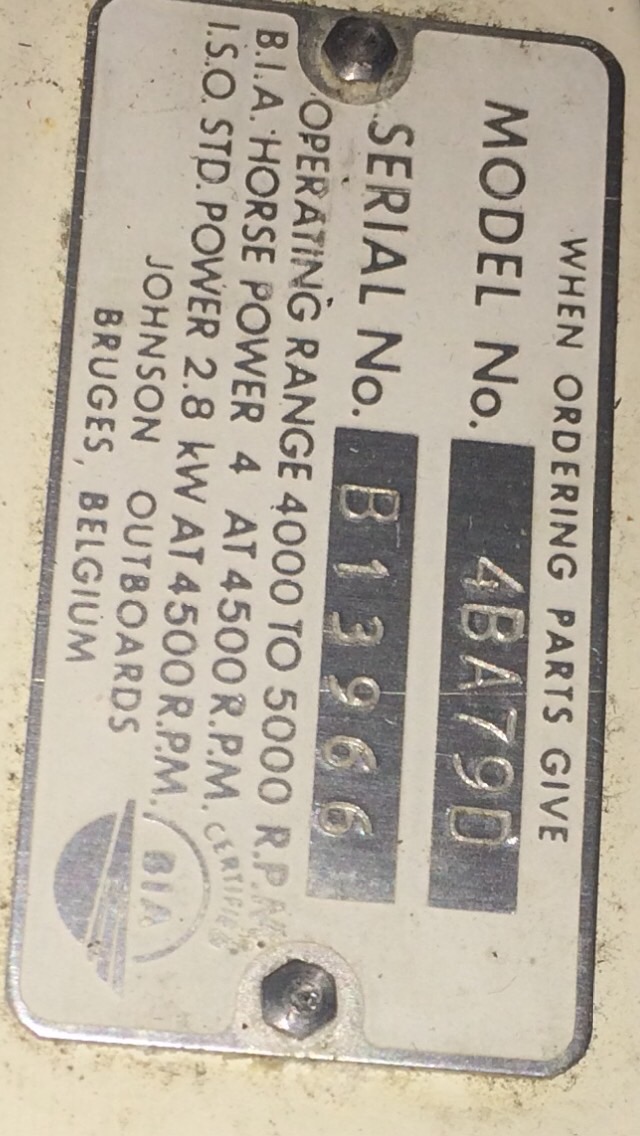 WHEN ORDERING PARTS GIVE
MODEL No. 4BA79D
SERIAL No. B13966
OPERATING RANGE 4000 TO 5000 R.P.M.
B.I.A. HORSE POWER 4 AT 4500 R.P.M.
I.S.O. STD. POWER 2.8 kW AT 4500 R.P.M.
JOHNSON OUTBOARDS
BRUGES, BELGIUM
CERTIFIED
BIA